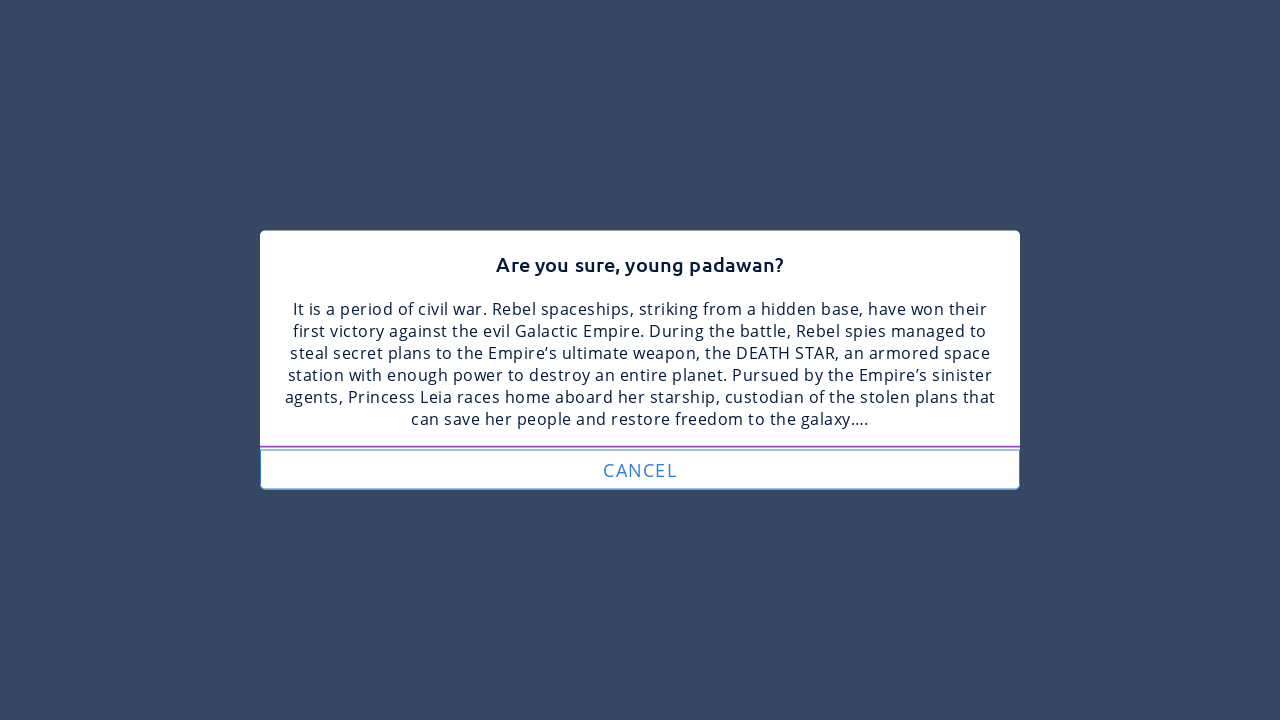 Are you sure, young padawan?
It is a period of civil war. Rebel spaceships, striking from a hidden base, have won their
first victory against the evil Galactic Empire. During the battle, Rebel spies managed to
steal secret plans to the Empire’s ultimate weapon, the DEATH STAR, an armored space
station with enough power to destroy an entire planet. Pursued by the Empire’s sinister
agents, Princess Leia races home aboard her starship, custodian of the stolen plans that
can save her people and restore freedom to the galaxy….
CANCEL